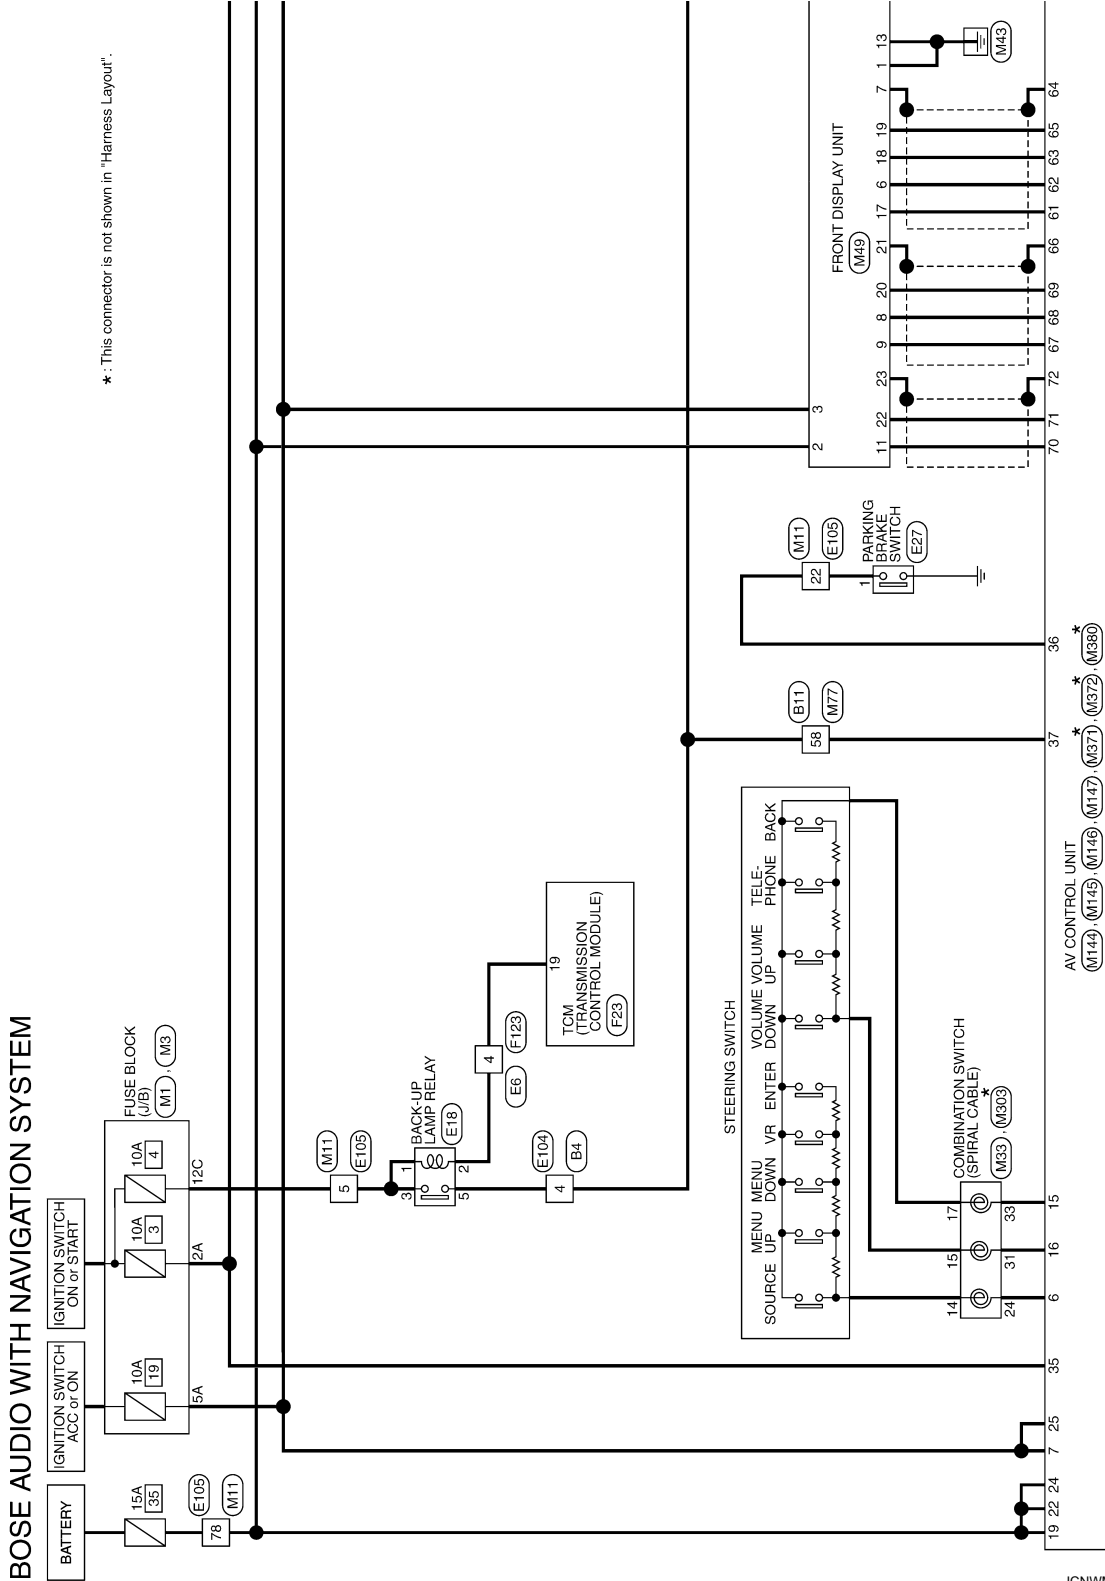 BOSE AUDIO WITH NAVIGATION SYSTEM
* : This connector is not shown in "Harness Layout".
BATTERY
IGNITION SWITCH
ACC or ON
IGNITION SWITCH
ON or START
15A
35
10A
19
10A
3
10A
4
FUSE BLOCK
(J/B)
M1 , M3
78
E105
M11
5A
2A
12C
5
M11
E105
BACK-UP
LAMP RELAY
E18
3
1
5
2
4
E104
B4
4
E6
F123
19
TCM
(TRANSMISSION
CONTROL MODULE)
F23
STEERING SWITCH
SOURCE
MENU
UP
MENU
DOWN
VR
ENTER
VOLUME
DOWN
VOLUME
UP
TELE-
PHONE
BACK
COMBINATION SWITCH
(SPIRAL CABLE)
M33 , M303 *
14
15
17
24
31
33
58
B11
M77
22
M11
E105
PARKING
BRAKE
SWITCH
E27
1
FRONT DISPLAY UNIT
M49
2
3
11
22
23
9
8
20
21
17
6
18
19
7
1
13
M43
19
22
24
7
25
35
6
16
15
37
36
70
71
72
67
68
69
66
61
62
63
65
64
AV CONTROL UNIT
M144 , M145 , M146 , M147 , M371 * , M372 * , M380 *